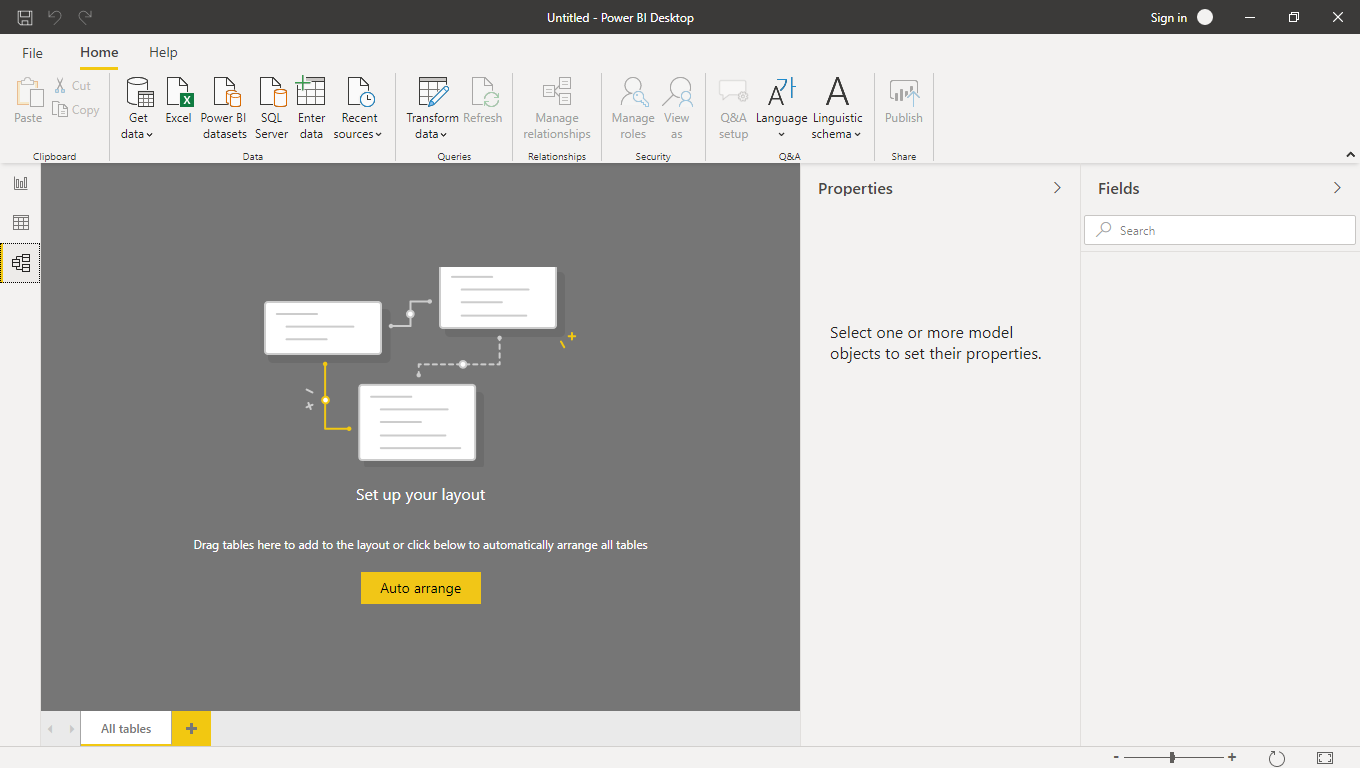 Untitled - Power BI Desktop
Sign in
File
Home
Help
Paste
Cut
Copy
Clipboard
Get data
Excel
Power BI datasets
SQL Server
Enter data
Recent sources
Data
Transform data
Refresh
Queries
Manage relationships
Relationships
Manage roles
View as
Security
Q&A setup
Language
Linguistic schema
Q&A
Publish
Share
Properties
Fields
Search
Select one or more model
objects to set their properties.
Set up your layout
Drag tables here to add to the layout or click below to automatically arrange all tables
Auto arrange
All tables